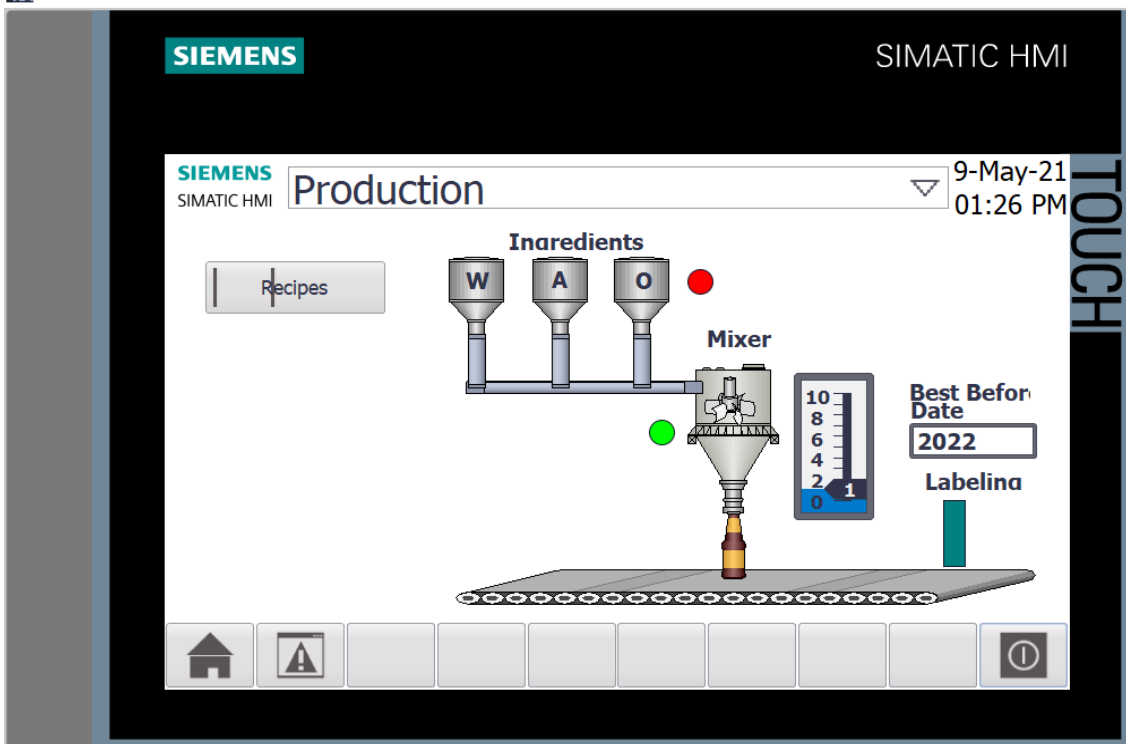 SIEMENS
SIMATIC HMI
TOUCH
SIEMENS
SIMATIC HMI
Production
9-May-21
01:26 PM
Ingredients
Recipes
W A O
Mixer
10
8
6
4
2
0
1
Best Befor
Date
2022
Labeling